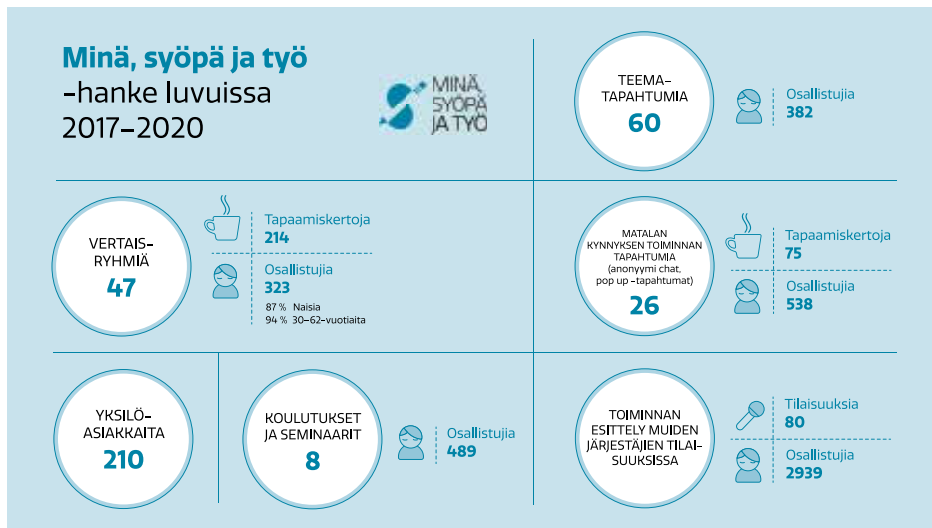 Minä, syöpä ja työ
-hanke luvuissa
2017–2020
MINÄ,
SYÖPÄ
JA TYÖ
TEEMA-
TAPAHTUMIA
60
Osallistujia
382
VERTAIS-
RYHMIÄ
47
Tapaamiskertoja
214
Osallistujia
323
87 % Naisia
94 % 30–62-vuotiaita
MATALAN
KYNNYKSEN TOIMINNAN
TAPAHTUMIA
(anonyymi chat,
pop up -tapahtumat)
26
Tapaamiskertoja
75
Osallistujia
538
YKSILÖ-
ASIAKKAITA
210
KOULUTUKSET
JA SEMINAARIT
8
Osallistujia
489
TOIMINNAN
ESITTELY MUIDEN
JÄRJESTÄJIEN TILAI-
SUUKSISSA
Tilaisuuksia
80
Osallistujia
2939